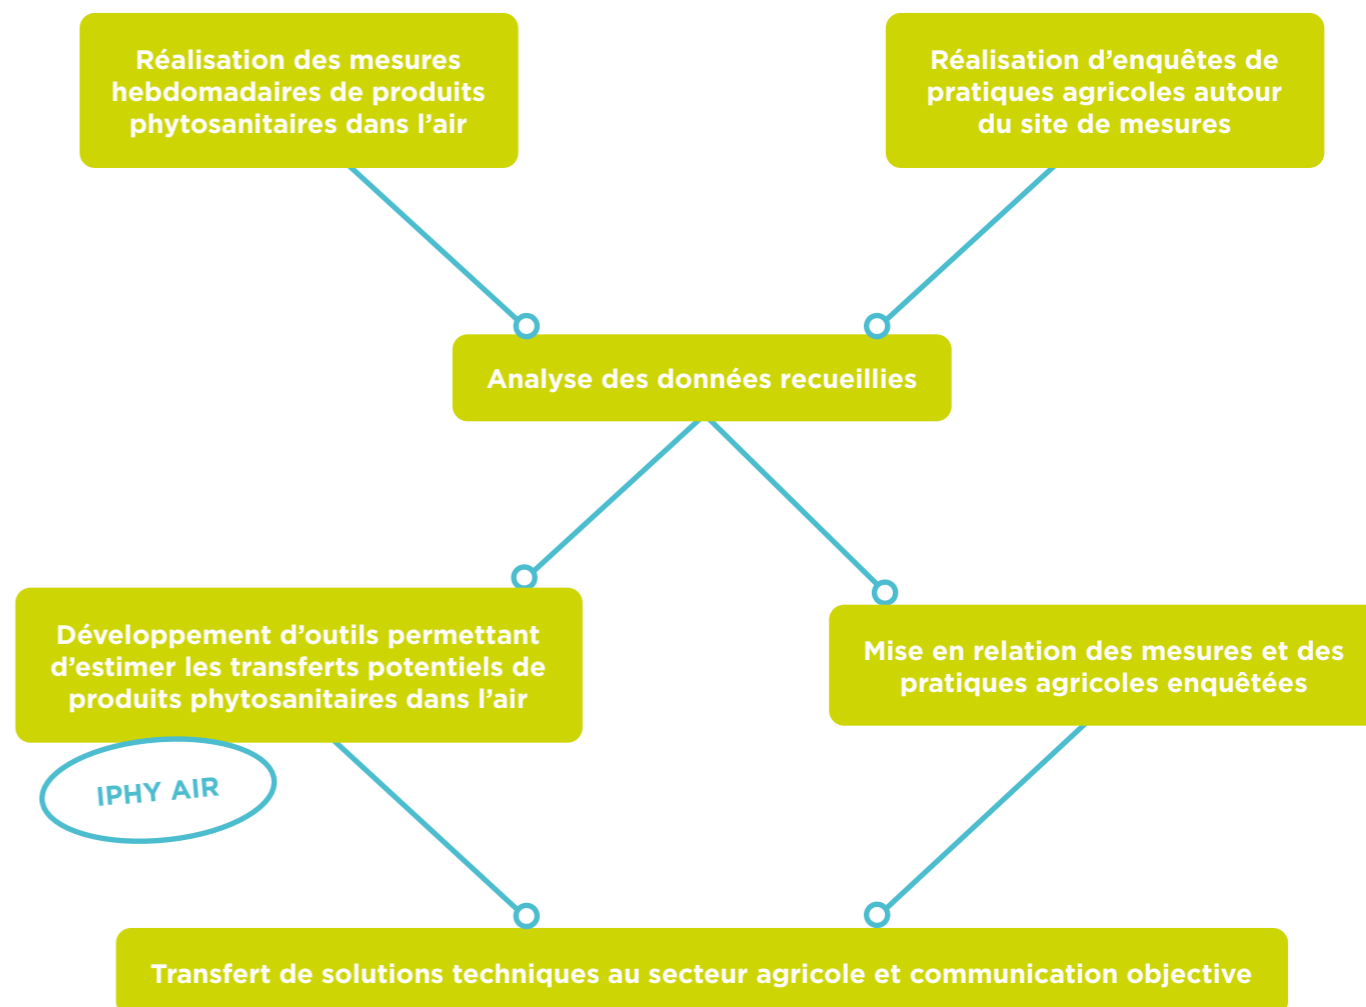 Réalisation des mesures
hebdomadaires de produits
phytosanitaires dans l’air
Réalisation d’enquêtes de
pratiques agricoles autour
du site de mesures
Analyse des données recueillies
Développement d’outils permettant
d’estimer les transferts potentiels de
produits phytosanitaires dans l’air
Mise en relation des mesures et des
pratiques agricoles enquêtées
IPHY AIR
Transfert de solutions techniques au secteur agricole et communication objective